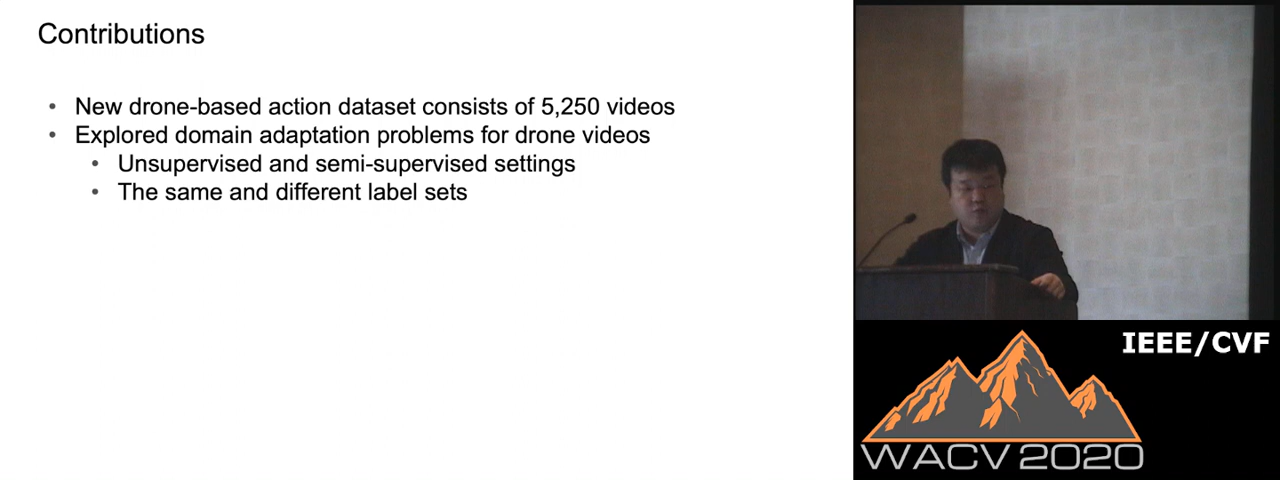 Contributions
• New drone-based action dataset consists of 5,250 videos
• Explored domain adaptation problems for drone videos
• Unsupervised and semi-supervised settings
• The same and different label sets
IEEE/CVF
WACV 2020